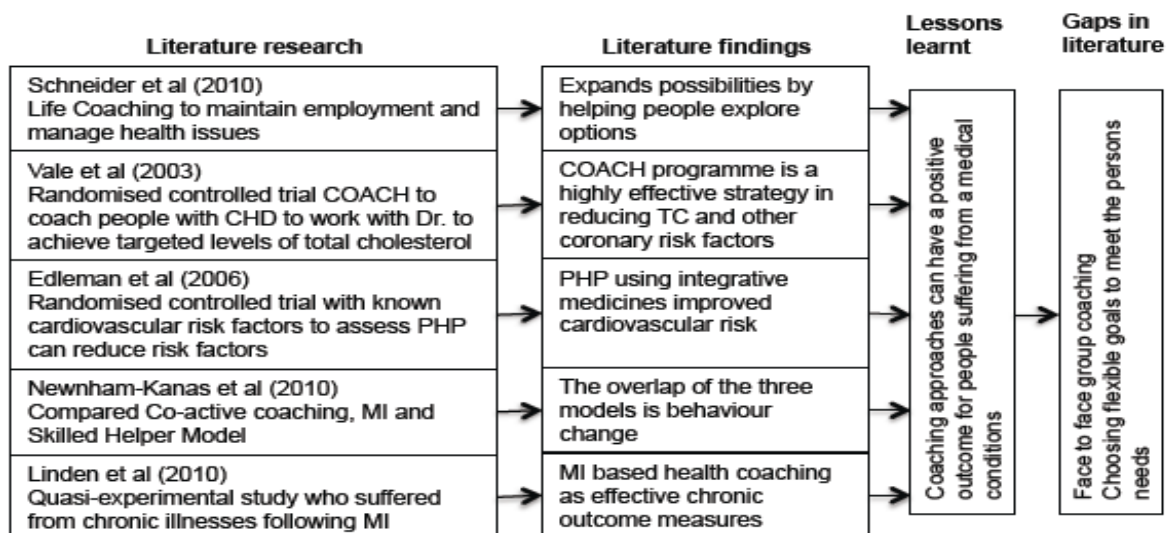 Literature research
Literature findings
Lessons
learnt
Gaps in
literature
Schneider et al (2010)
Life Coaching to maintain employment and
manage health issues
Expands possibilities by
helping people explore
options
Vale et al (2003)
Randomised controlled trial COACH to
coach people with CHD to work with Dr. to
achieve targeted levels of total cholesterol
COACH programme is a
highly effective strategy in
reducing TC and other
coronary risk factors
Edleman et al (2006)
Randomised controlled trial with known
cardiovascular risk factors to assess PHP
can reduce risk factors
PHP using integrative
medicines improved
cardiovascular risk
Newnham-Kanas et al (2010)
Compared Co-active coaching, MI and
Skilled Helper Model
The overlap of the three
models is behaviour
change
Linden et al (2010)
Quasi-experimental study who suffered
from chronic illnesses following MI
MI based health coaching
as effective chronic
outcome measures
Coaching approaches can have a positive
outcome for people suffering from a medical
conditions
Face to face group coaching
Choosing flexible goals to meet the persons
needs